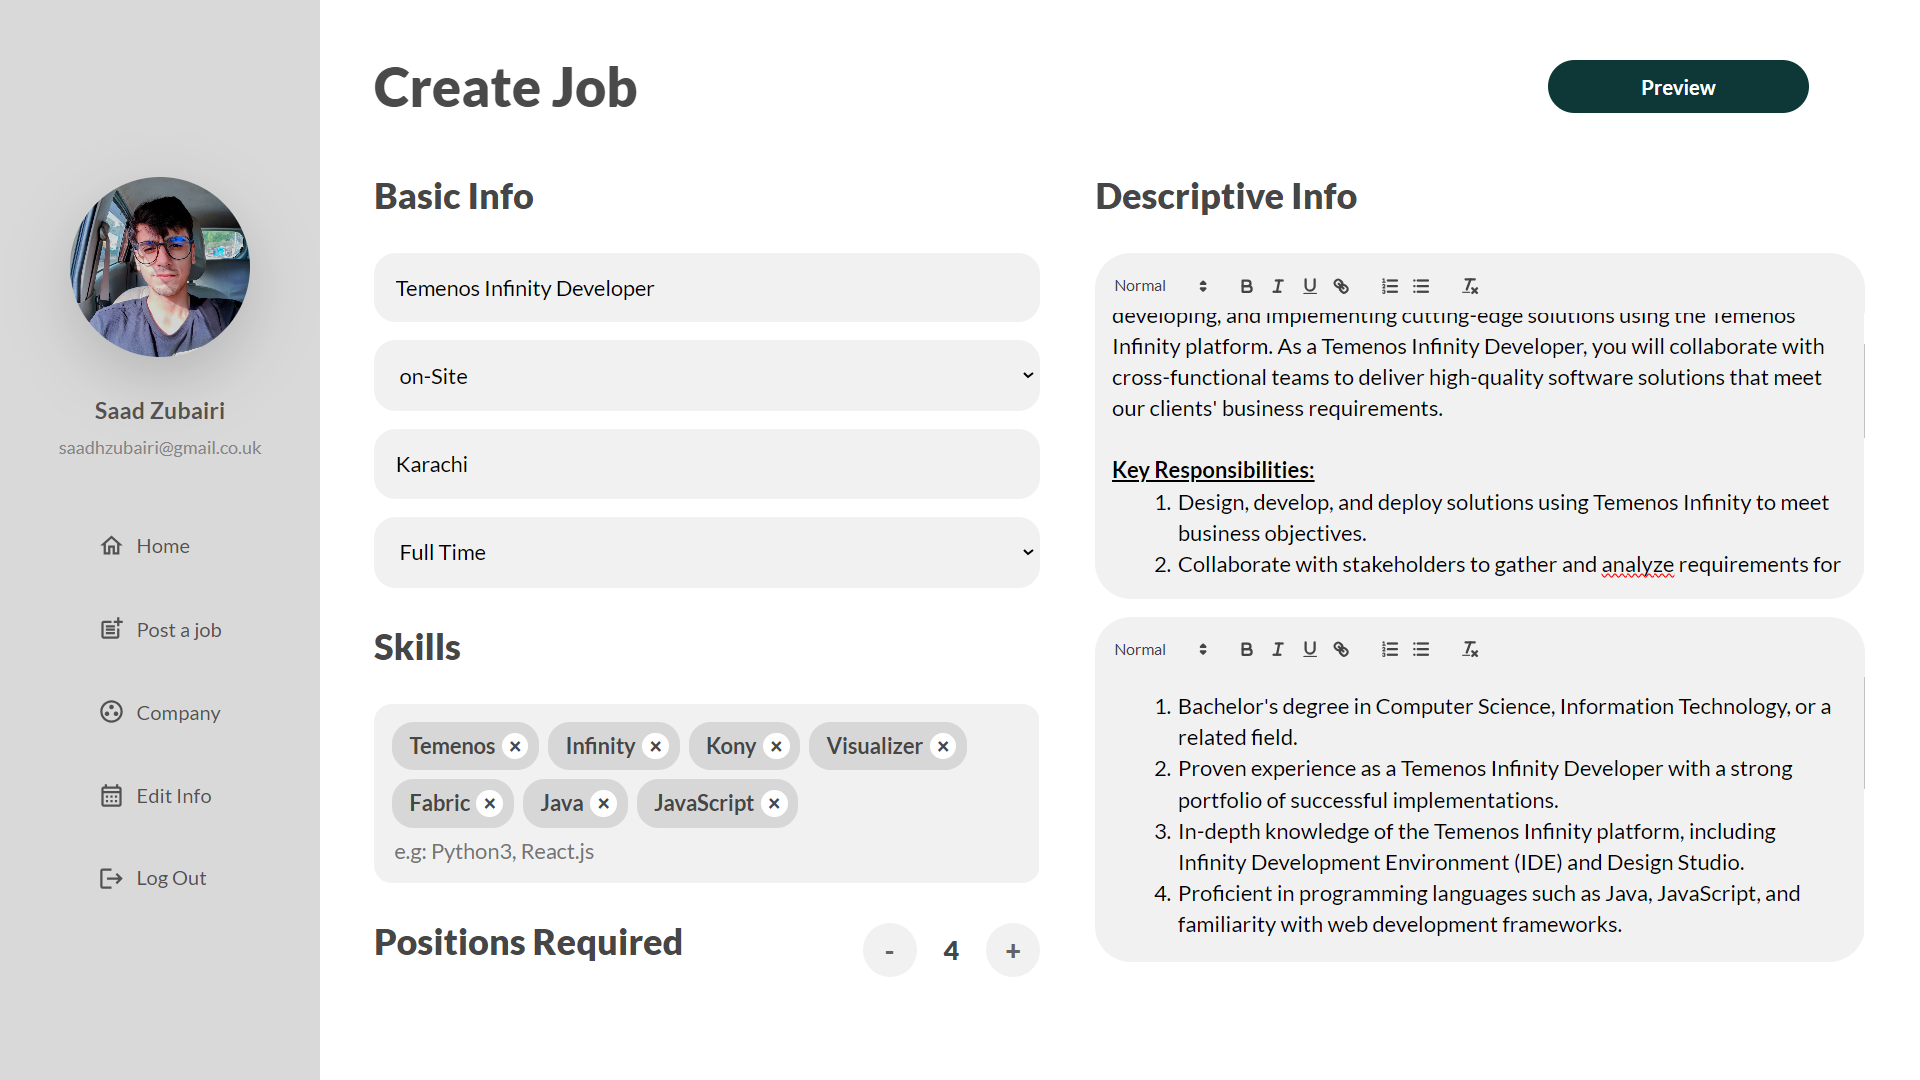 Saad Zubairi
saadhzubairi@gmail.co.uk
Home
Post a job
Company
Edit Info
Log Out
Create Job
Preview
Basic Info
Temenos Infinity Developer
on-Site
Karachi
Full Time
Skills
Temenos × Infinity × Kony × Visualizer ×
Fabric × Java × JavaScript ×
e.g: Python3, React.js
Positions Required - 4 +
Descriptive Info
Normal B I U
developing, and implementing cutting-edge solutions using the Temenos
Infinity platform. As a Temenos Infinity Developer, you will collaborate with
cross-functional teams to deliver high-quality software solutions that meet
our clients' business requirements.
Key Responsibilities:
1. Design, develop, and deploy solutions using Temenos Infinity to meet
business objectives.
2. Collaborate with stakeholders to gather and analyze requirements for
Normal B I U
1. Bachelor's degree in Computer Science, Information Technology, or a
related field.
2. Proven experience as a Temenos Infinity Developer with a strong
portfolio of successful implementations.
3. In-depth knowledge of the Temenos Infinity platform, including
Infinity Development Environment (IDE) and Design Studio.
4. Proficient in programming languages such as Java, JavaScript, and
familiarity with web development frameworks.